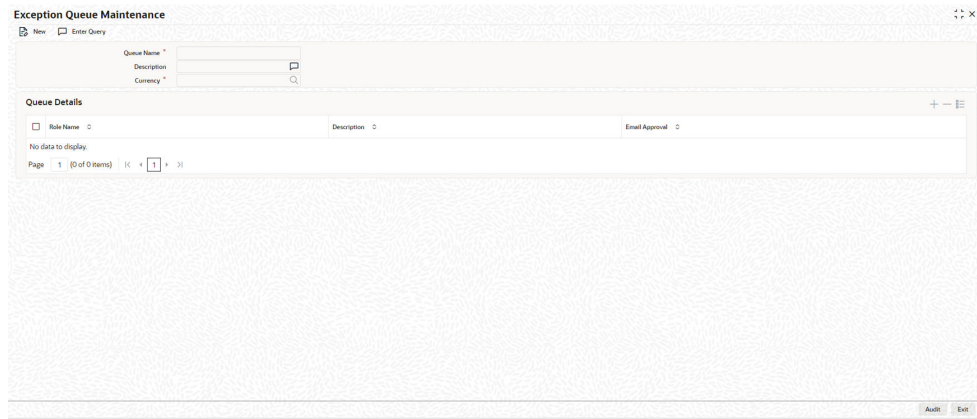 Exception Queue Maintenance
New Enter Query
Queue Name *
Description
Currency *
Queue Details
Role Name Description Email Approval
No data to display.
Page 1 (0 of 0 items) 1
Audit Exit